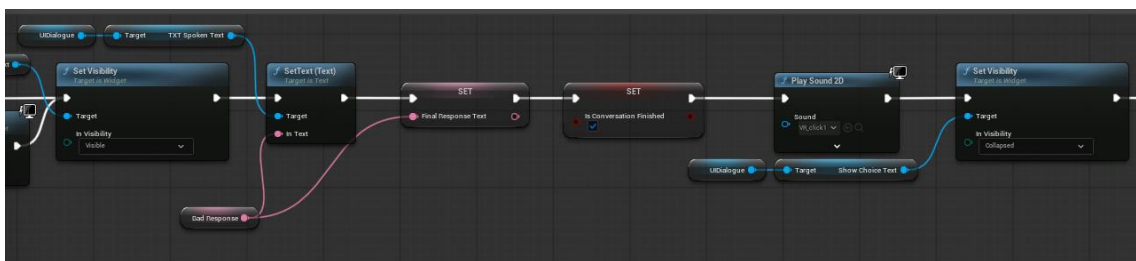 UIDialogue
Target
TXT Spoken Text
Set Visibility
Target is Widget
Target
In Visibility
Visible
SetText (Text)
Target is Text
Target
In Text
Bad Response
SET
Final Response Text
SET
Is Conversation Finished
Play Sound 2D
Sound
VR_click1
UIDialogue
Target
Show Choice Text
Set Visibility
Target is Widget
Target
In Visibility
Collapsed